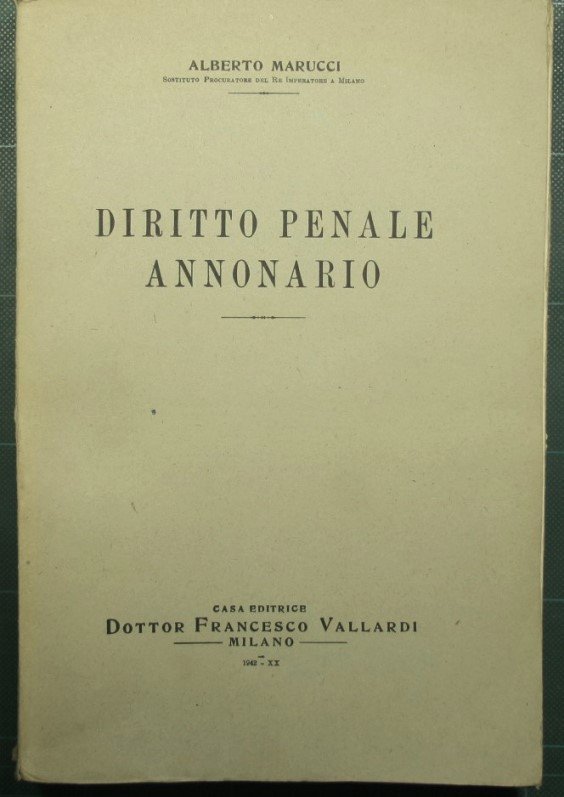 ALBERTO MARUCCI
SOSTITUTO PROCURATORE DEL RE IMPERATORE A MILANO
DIRITTO PENALE
ANNONARIO
CASA EDITRICE
DOTTOR FRANCESCO VALLARDI
MILANO
1942 - XX